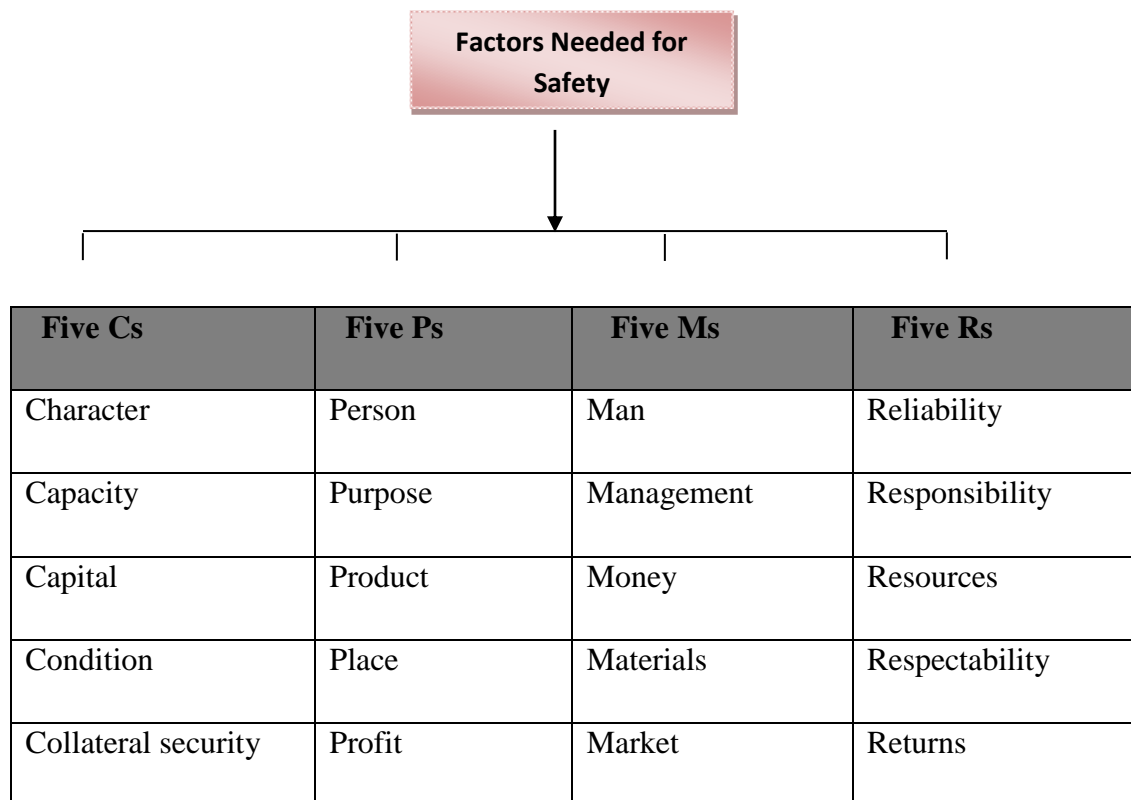 Factors Needed for
Safety
Five Cs Five Ps Five Ms Five Rs
Character Person Man Reliability
Capacity Purpose Management Responsibility
Capital Product Money Resources
Condition Place Materials Respectability
Collateral security Profit Market Returns